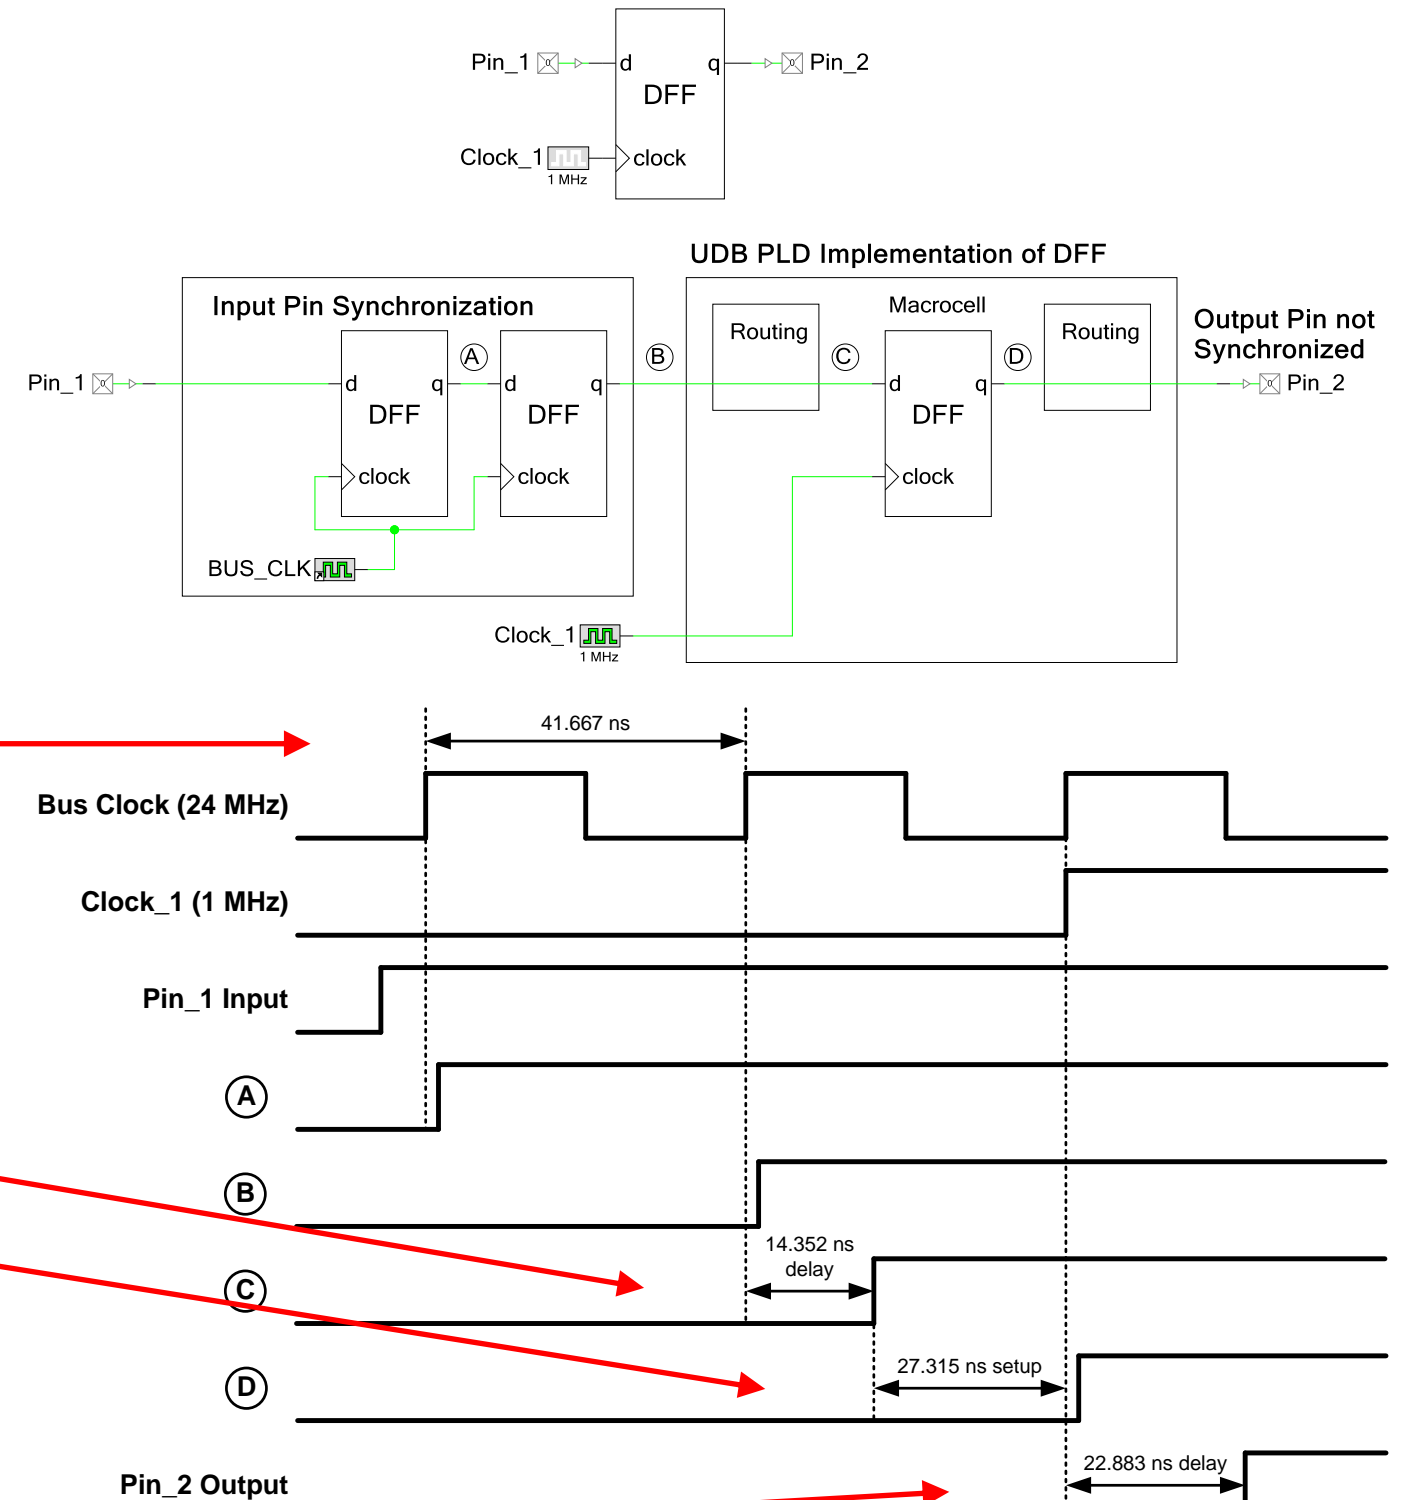 Pin_1
d
q
Pin_2
DFF
Clock_1
clock
1 MHz
UDB PLD Implementation of DFF
Input Pin Synchronization
Macrocell
Routing
Routing
Output Pin not
Synchronized
A
B
C
D
Pin_1
d
q
d
q
d
q
Pin_2
DFF
DFF
DFF
clock
clock
clock
BUS_CLK
Clock_1
1 MHz
41.667 ns
Bus Clock (24 MHz)
Clock_1 (1 MHz)
Pin_1 Input
A
B
14.352 ns
delay
C
27.315 ns setup
D
22.883 ns delay
Pin_2 Output